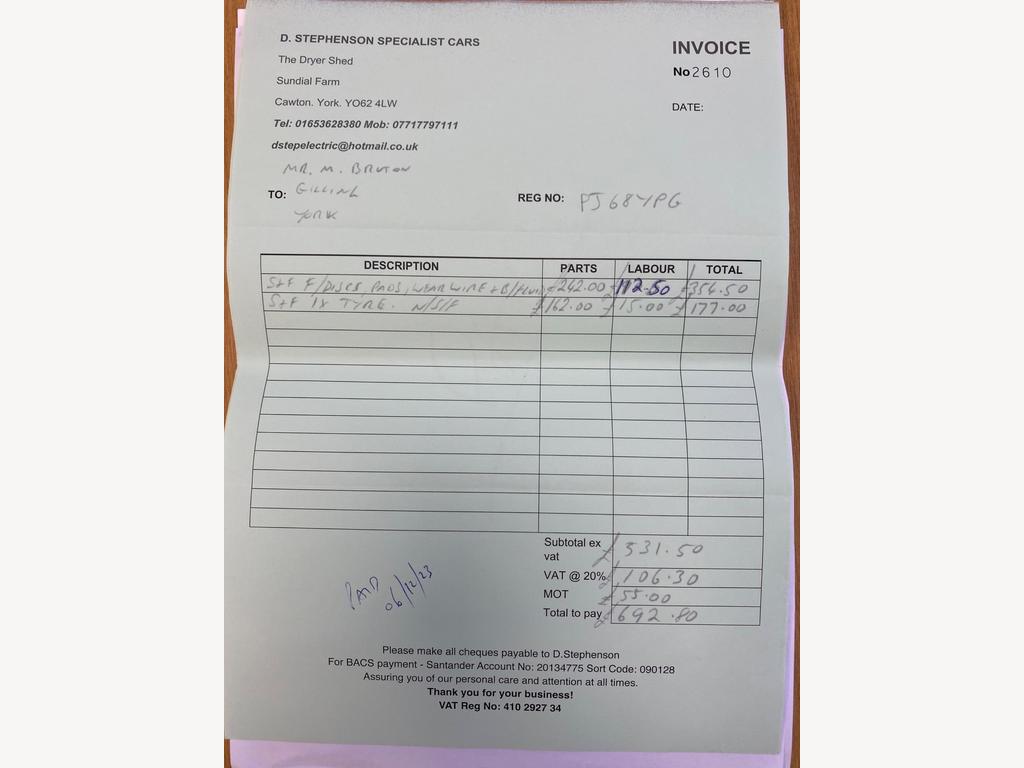 D. STEPHENSON SPECIALIST CARS
The Dryer Shed
Sundial Farm
Cawton. York. YO62 4LW
Tel: 01653628380 Mob: 07717797111
dstepelectric@hotmail.co.uk
INVOICE
No 2610
DATE:
MR. M. BRUTON
TO: GILLING
YORK
REG NO: PJ68YPG
DESCRIPTION PARTS LABOUR TOTAL
S+F F/DISCS, PADS, WEAR WIRE + B/FLUID £242.00 £112.50 £354.50
S+F 1X TYRE. N/S/F £162.00 £15.00 £177.00
Subtotal ex vat £531.50
VAT @ 20% £106.30
MOT £55.00
Total to pay £692.80
PAID
06/12/23
Please make all cheques payable to D.Stephenson
For BACS payment - Santander Account No: 20134775 Sort Code: 090128
Assuring you of our personal care and attention at all times.
Thank you for your business!
VAT Reg No: 410 2927 34